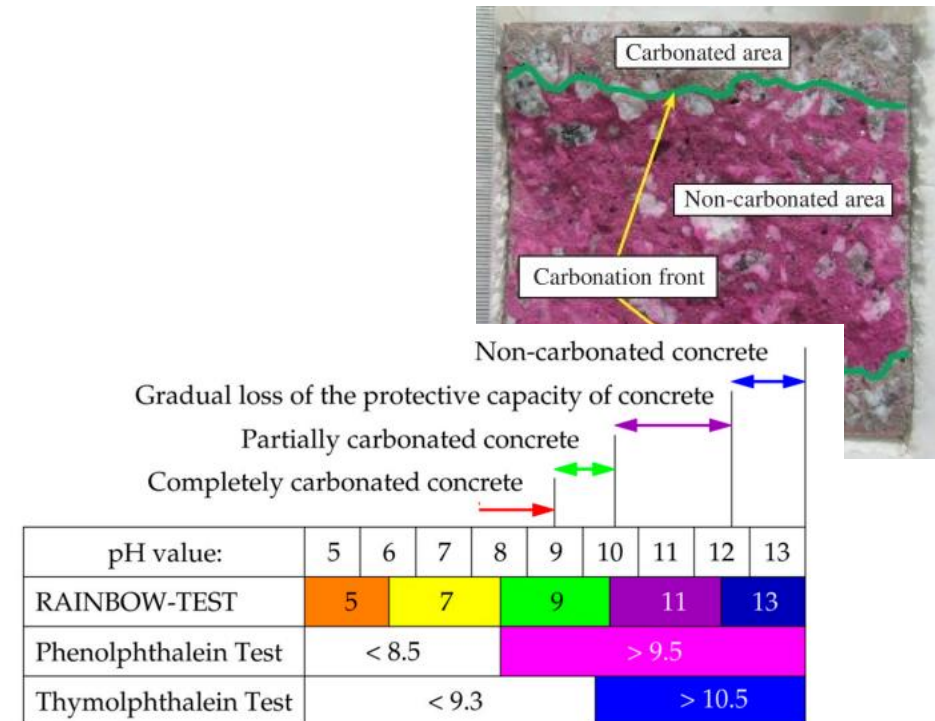 Carbonated area
Non-carbonated area
Carbonation front
Non-carbonated concrete
Gradual loss of the protective capacity of concrete
Partially carbonated concrete
Completely carbonated concrete
pH value: 5 6 7 8 9 10 11 12 13
RAINBOW-TEST 5 7 9 11 13
Phenolphthalein Test < 8.5 > 9.5
Thymolphthalein Test < 9.3 > 10.5